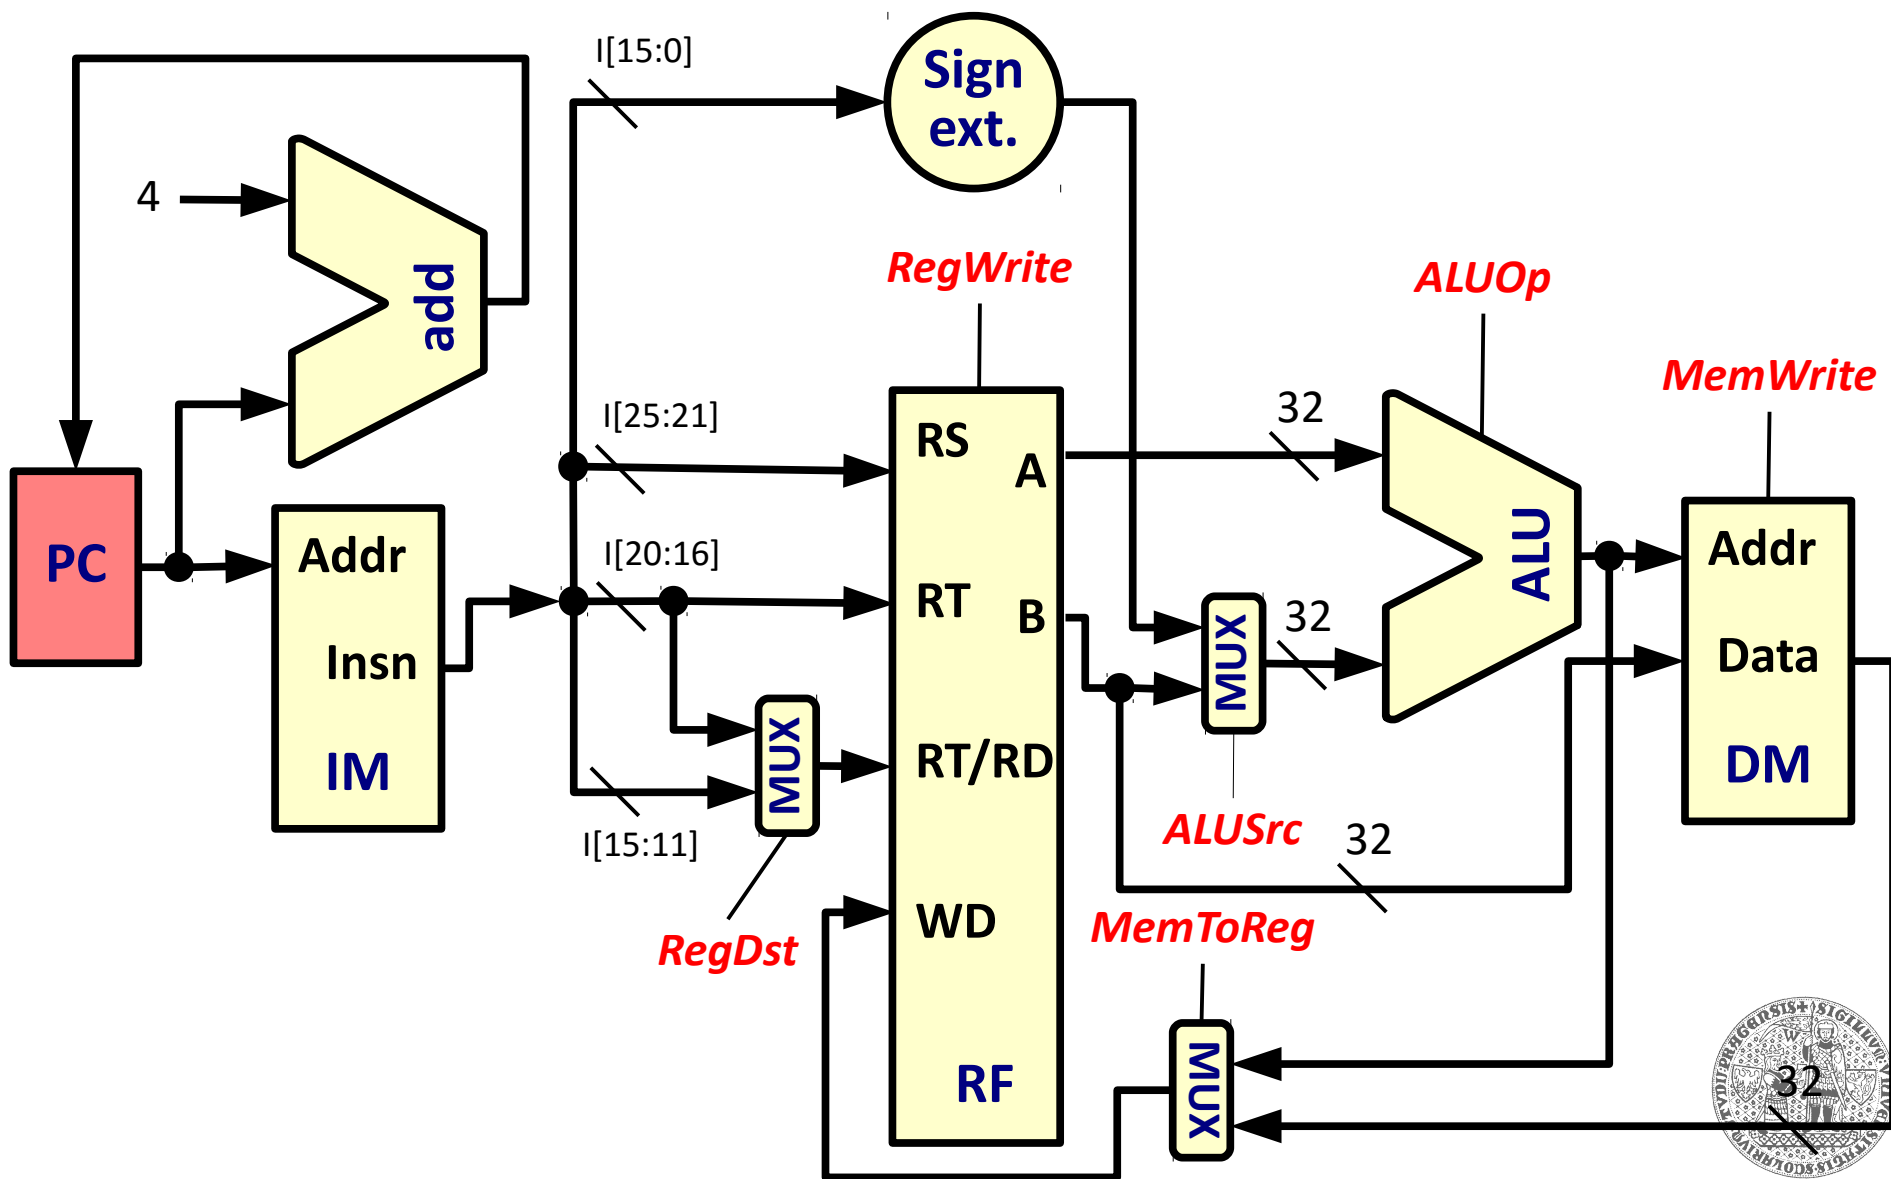 I[15:0]
Sign
ext.
4
add
RegWrite
ALUOp
MemWrite
I[25:21]
32
RS
A
PC
Addr
Insn
IM
I[20:16]
RT
B
MUX
32
ALU
Addr
Data
DM
MUX
RT/RD
I[15:11]
ALUSrc
32
RegDst
WD
MemToReg
RF
MUX
32